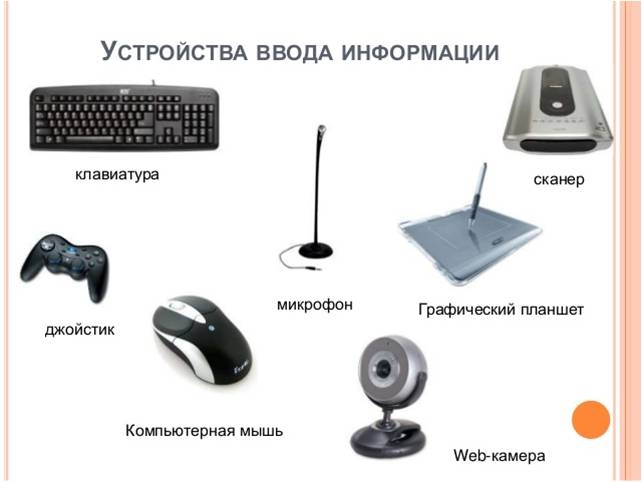 УСТРОЙСТВА ВВОДА ИНФОРМАЦИИ
клавиатура
сканер
микрофон
Графический планшет
джойстик
Компьютерная мышь
Web-камера